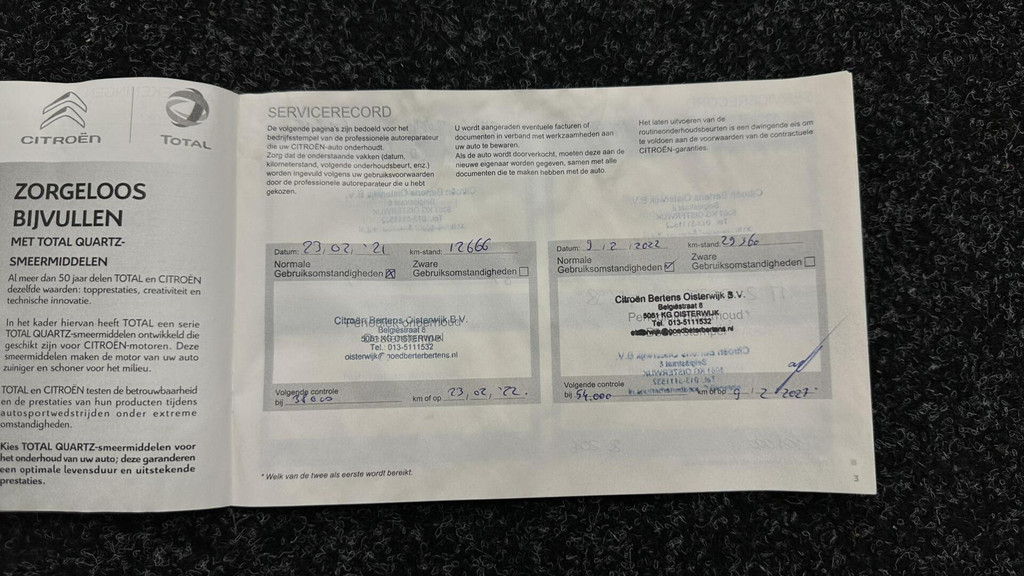 CITROËN
TOTAL
ZORGELOOS
BIJVULLEN
MET TOTAL QUARTZ-
SMEERMIDDELEN
Al meer dan 50 jaar delen TOTAL en CITROËN
dezelfde waarden: topprestaties, creativiteit en
technische innovatie.
In het kader hiervan heeft TOTAL een serie
TOTAL QUARTZ-smeermiddelen ontwikkeld die
geschikt zijn voor CITROËN-motoren. Deze
smeermiddelen maken de motor van uw auto
zuiniger en schoner voor het milieu.
TOTAL en CITROËN testen de betrouwbaarheid
en de prestaties van hun producten tijdens
autosportwedstrijden onder extreme
omstandigheden.
Kies TOTAL QUARTZ-smeermiddelen voor
het onderhoud van uw auto; deze garanderen
een optimale levensduur en uitstekende
prestaties.
SERVICERECORD
De volgende pagina's zijn bedoeld voor het
bedrijfsstempel van de professionele autoreparateur
die uw CITROËN-auto onderhoudt.
Zorg dat de onderstaande vakken (datum,
kilometerstand, volgende onderhoudsbeurt, enz.)
worden ingevuld volgens uw gebruiksvoorwaarden
door de professionele autoreparateur die u hebt
gekozen.
U wordt aangeraden eventuele facturen of
documenten in verband met werkzaamheden aan
uw auto te bewaren.
Als de auto wordt doorverkocht, moeten deze aan de
nieuwe eigenaar worden gegeven, samen met alle
documenten die te maken hebben met de auto.
Het laten uitvoeren van de
routineonderhoudsbeurten is een dwingende eis om
te voldoen aan de voorwaarden van de contractuele
CITROËN-garanties.
Datum: 23, 02, '21 km-stand: 12666
Normale
Gebruiksomstandigheden
Zware
Gebruiksomstandigheden
Citroën Bertens Oisterwijk B.V.
Periodiek onderhoud
Belgiëstraat 8
5061 KG OISTERWIJK
Tel.: 013-5111532
oisterwijk@goedbeterbertens.nl
Volgende controle
bij km of op 23, 02, '22.
Datum: 9 / 2 / 2022 km-stand: 29360
Normale
Gebruiksomstandigheden
Zware
Gebruiksomstandigheden
Citroën Bertens Oisterwijk B.V.
Belgiëstraat 8
5061 KG OISTERWIJK
Tel. 013-5111532
oisterwijk@goedbeterbertens.nl
Volgende controle
bij 54.000 km of op 9 - 2 - 2027
* Welk van de twee als eerste wordt bereikt.
3